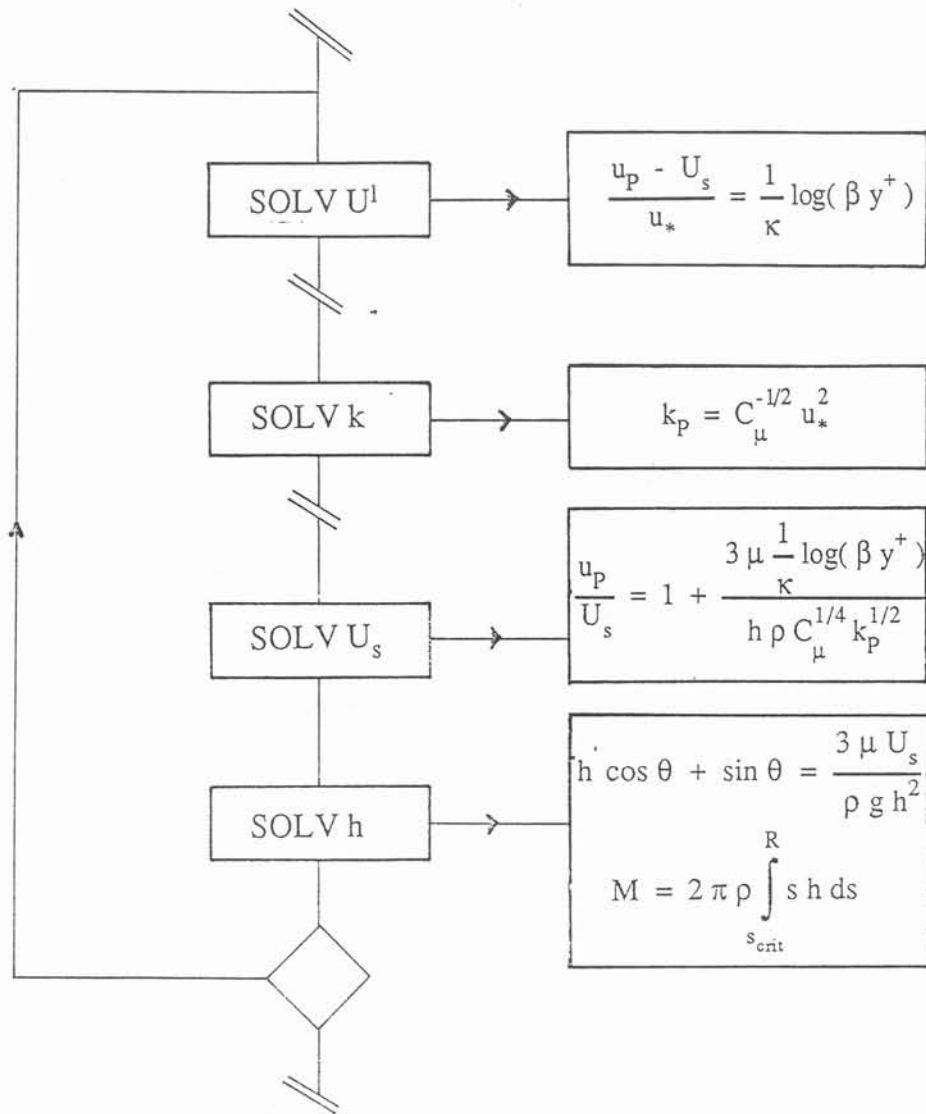 SOLV U¹
(u_P - U_s) / u_* = (1/κ) log( β y⁺ )
SOLV k
k_P = C_μ^{-1/2} u_*^2
SOLV U_s
u_P / U_s = 1 + (3 μ (1/κ) log( β y⁺ )) / (h ρ C_μ^{1/4} k_P^{1/2})
SOLV h
h cos θ + sin θ = (3 μ U_s) / (ρ g h²)
M = 2 π ρ ∫_{s_crit}^{R} s h ds